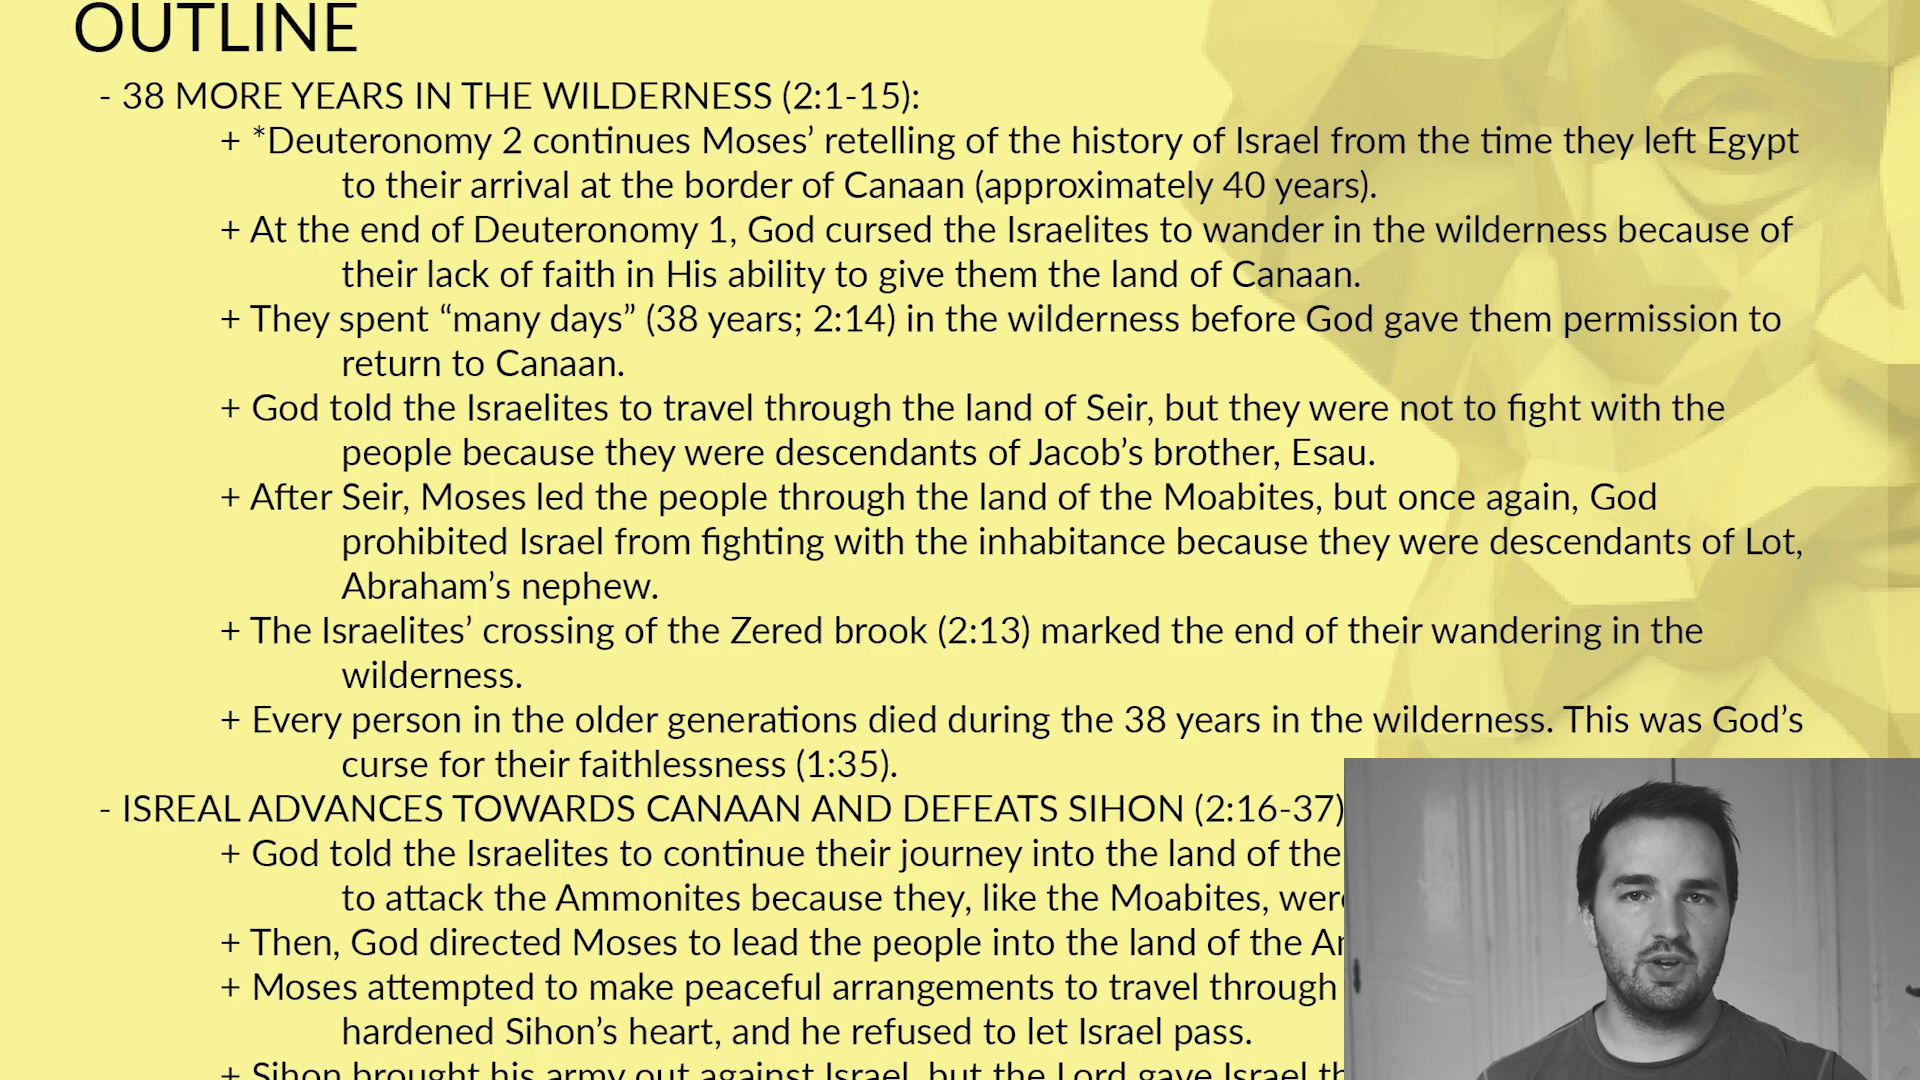 OUTLINE
- 38 MORE YEARS IN THE WILDERNESS (2:1-15):
+ *Deuteronomy 2 continues Moses’ retelling of the history of Israel from the time they left Egypt
to their arrival at the border of Canaan (approximately 40 years).
+ At the end of Deuteronomy 1, God cursed the Israelites to wander in the wilderness because of
their lack of faith in His ability to give them the land of Canaan.
+ They spent “many days” (38 years; 2:14) in the wilderness before God gave them permission to
return to Canaan.
+ God told the Israelites to travel through the land of Seir, but they were not to fight with the
people because they were descendants of Jacob’s brother, Esau.
+ After Seir, Moses led the people through the land of the Moabites, but once again, God
prohibited Israel from fighting with the inhabitance because they were descendants of Lot,
Abraham’s nephew.
+ The Israelites’ crossing of the Zered brook (2:13) marked the end of their wandering in the
wilderness.
+ Every person in the older generations died during the 38 years in the wilderness. This was God’s
curse for their faithlessness (1:35).
- ISREAL ADVANCES TOWARDS CANAAN AND DEFEATS SIHON (2:16-37)
+ God told the Israelites to continue their journey into the land of the
to attack the Ammonites because they, like the Moabites,
+ Then, God directed Moses to lead the people into the land of the
+ Moses attempted to make peaceful arrangements to travel through
hardened Sihon’s heart, and he refused to let Israel pass.
+ Sihon brought his army out against Israel, but the Lord gave Israel